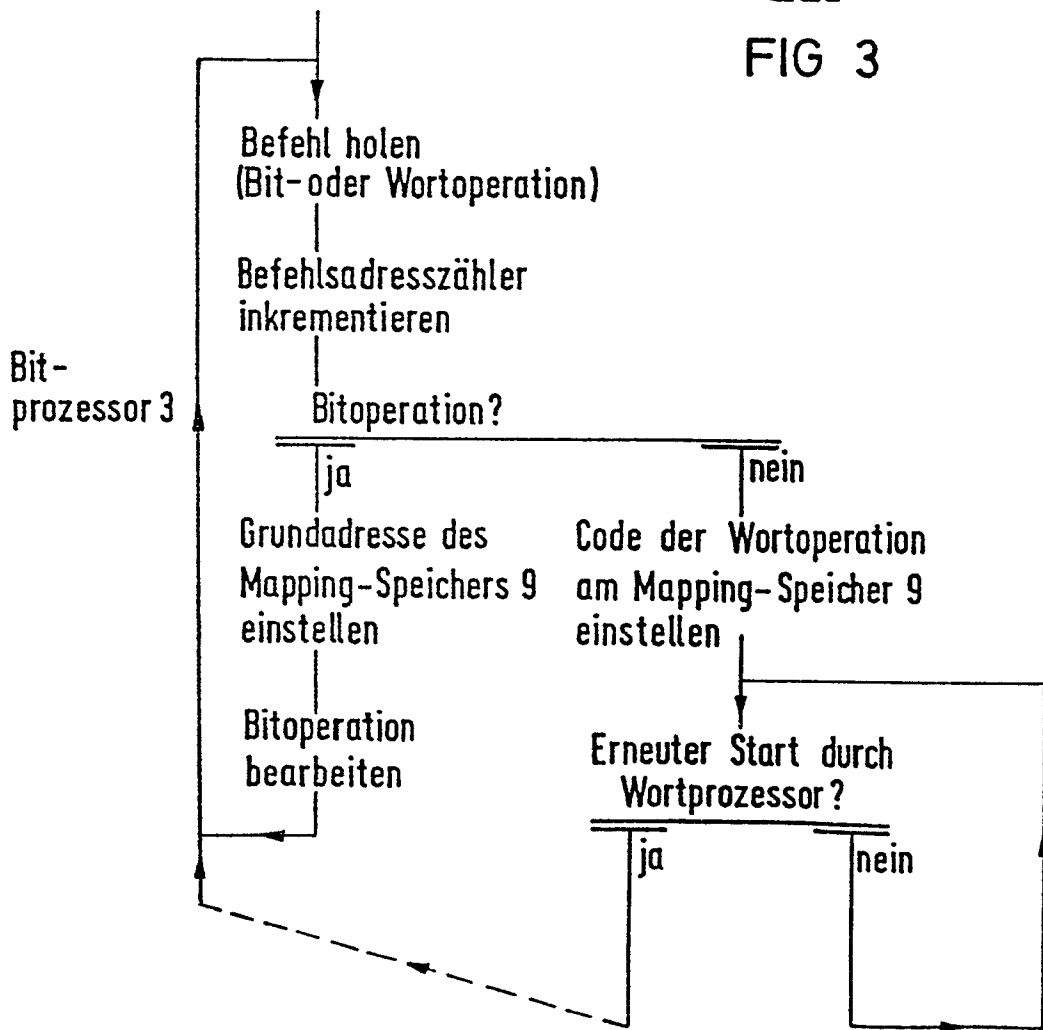 FIG 3
Befehl holen
(Bit-oder Wortoperation)
Befehlsadresszähler
inkrementieren
Bit-
prozessor 3
Bitoperation?
ja
nein
Grundadresse des
Mapping-Speichers 9
einstellen
Code der Wortoperation
am Mapping-Speicher 9
einstellen
Bitoperation
bearbeiten
Erneuter Start durch
Wortprozessor?
ja
nein